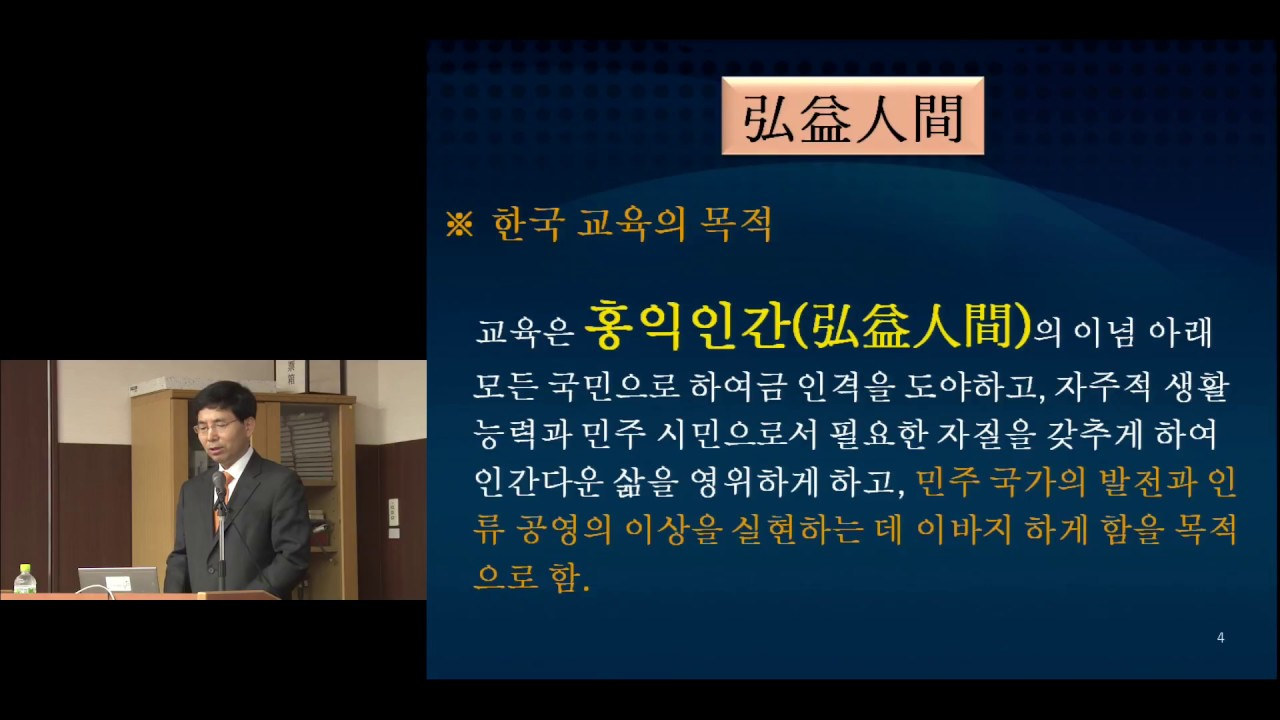 弘益人間
※ 한국 교육의 목적
교육은 홍익인간(弘益人間)의 이념 아래
모든 국민으로 하여금 인격을 도야하고, 자주적 생활
능력과 민주 시민으로서 필요한 자질을 갖추게 하여
인간다운 삶을 영위하게 하고, 민주 국가의 발전과 인
류 공영의 이상을 실현하는 데 이바지 하게 함을 목적
으로 함.
4